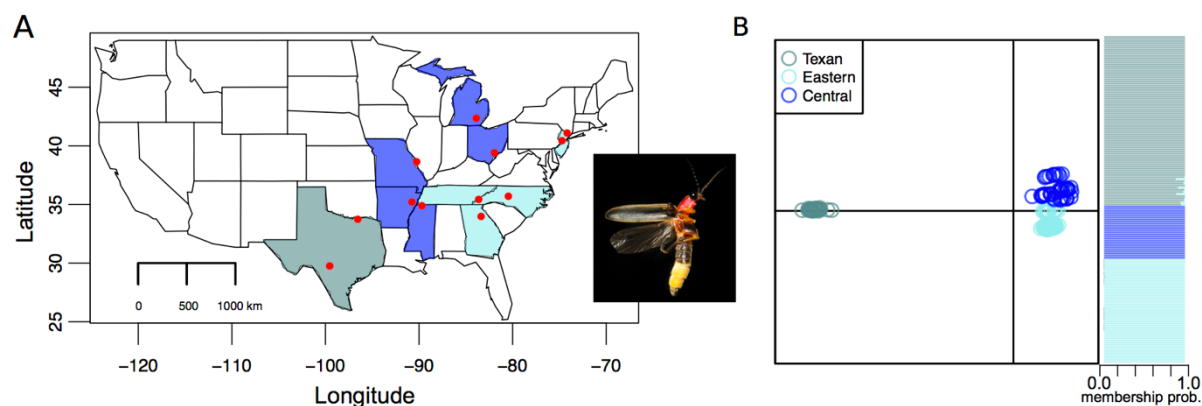 A
45
40
35
30
25
Latitude
0 500 1000 km
−120 −110 −100 −90 −80 −70
Longitude
B
Texan
Eastern
Central
0.0 1.0
membership prob.